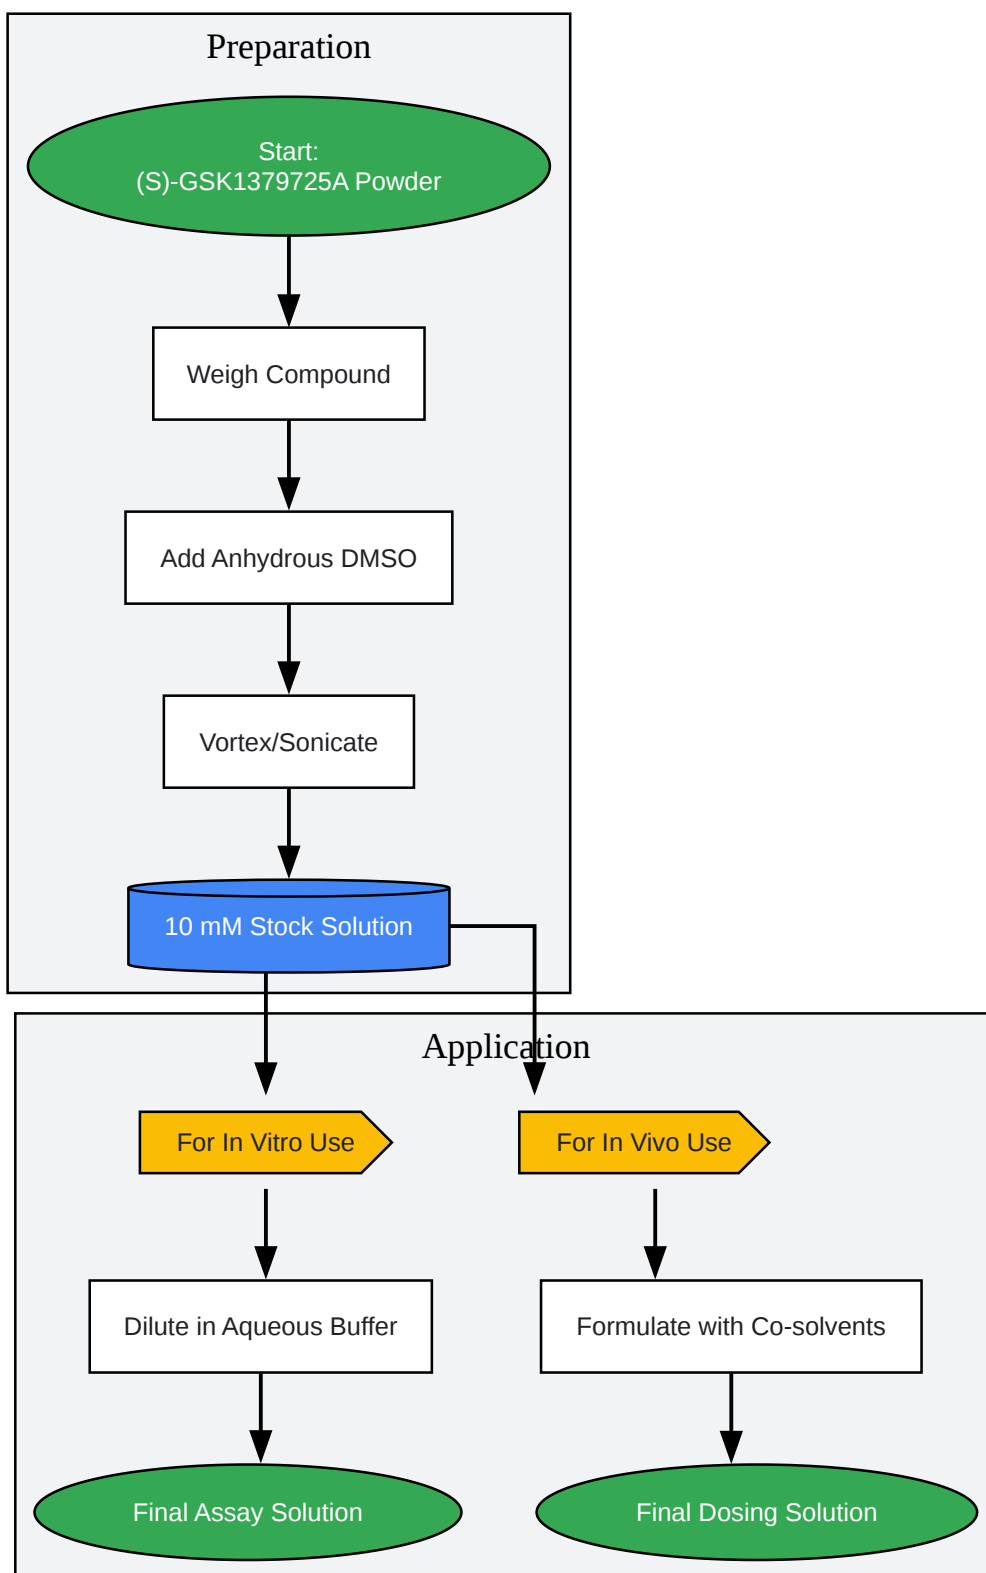 Preparation
Start:
(S)-GSK1379725A Powder
Weigh Compound
Add Anhydrous DMSO
Vortex/Sonicate
10 mM Stock Solution
Application
For In Vitro Use
For In Vivo Use
Dilute in Aqueous Buffer
Formulate with Co-solvents
Final Assay Solution
Final Dosing Solution